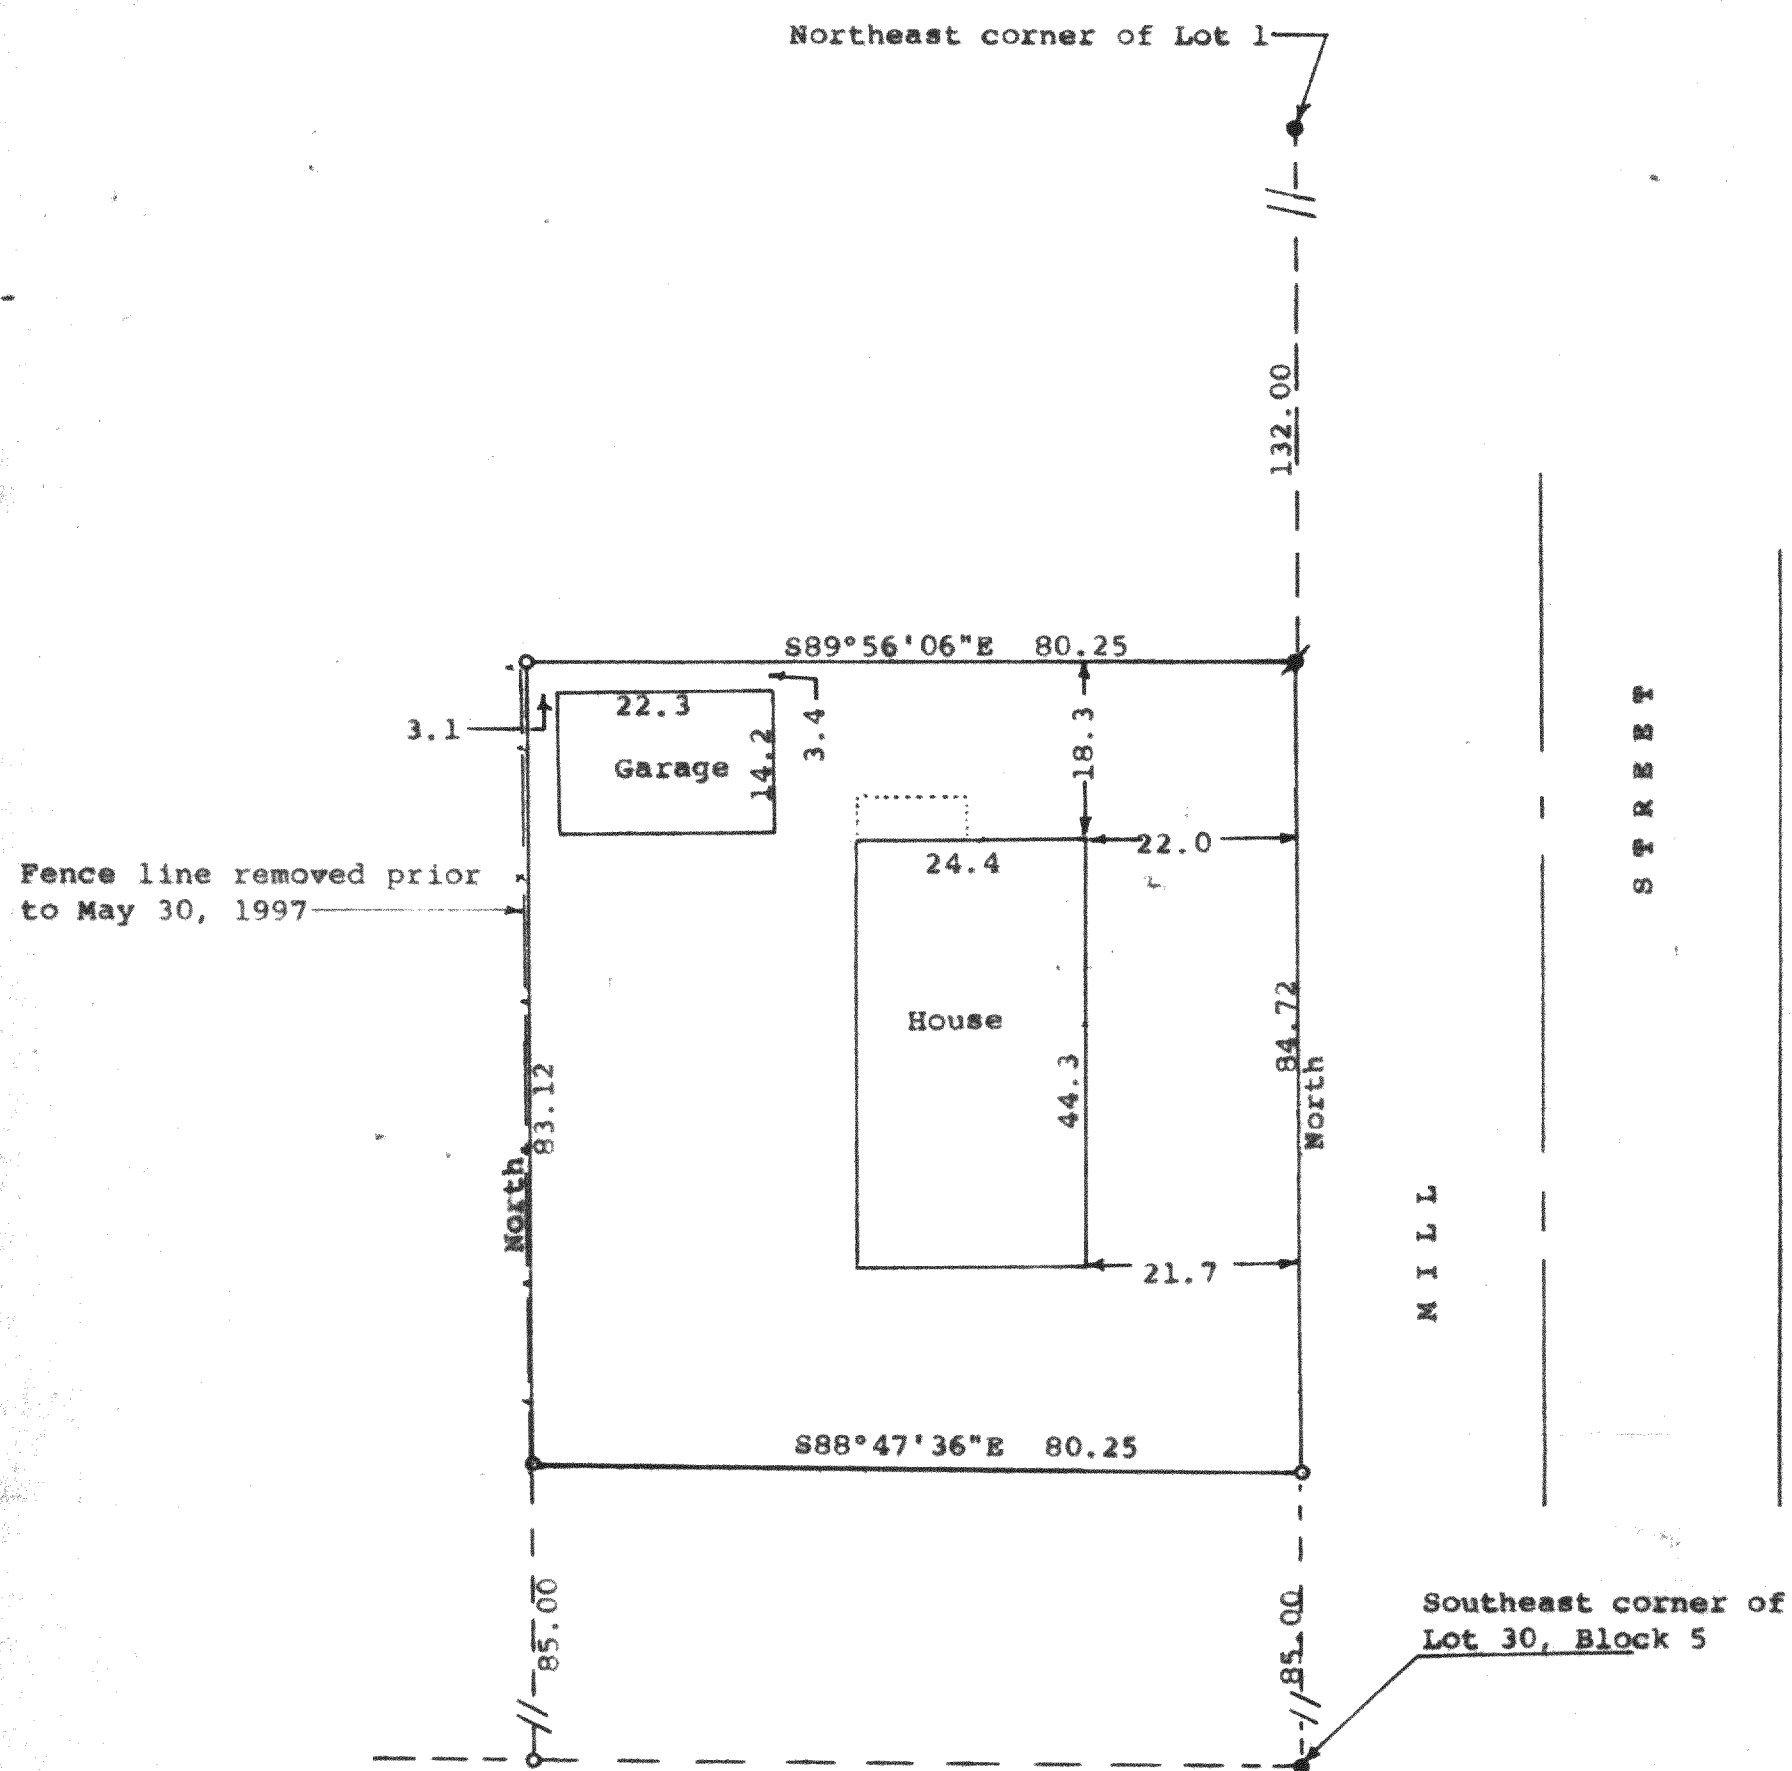 Northeast corner of Lot 1
132.00
S89°56'06"E 80.25
3.1
22.3
3.4
14.2
Garage
18.3
STREET
22.0
24.4
Fence line removed prior
to May 30, 1997
House
84.72
North
44.3
83.12
North
MILL
21.7
S88°47'36"E 80.25
85.00
85.00
Southeast corner of
Lot 30, Block 5